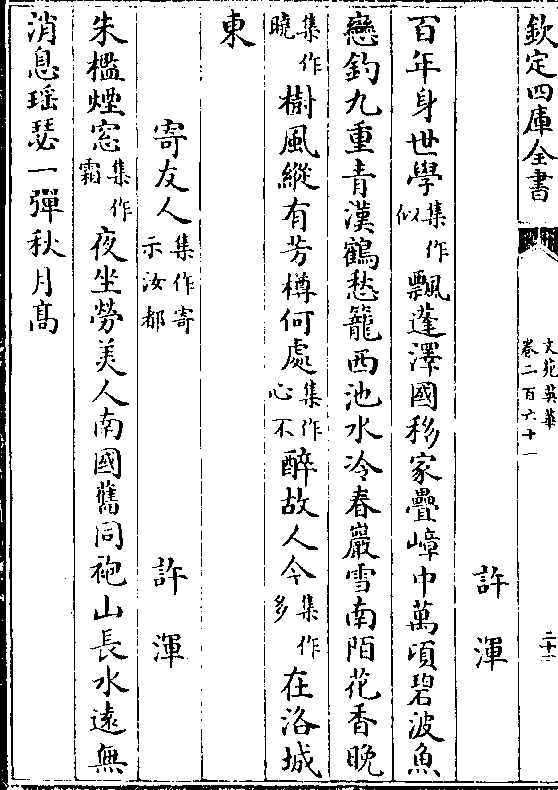 欽定四庫全書
文苑英華
卷二百六十一
二十三
許渾
百年身世學集作似飄蓬澤國移家疊嶂中萬頃碧波魚
戀釣九重青漢鶴愁籠西池水冷春巖雪南陌花香晚
集作曉樹風縱有芳樽何處集作心不醉故人今集作多在洛城
東
寄友人集作寄示汝都 許渾
朱檻煙窓集作霜夜坐勞美人南國舊同袍山長水遠無
消息瑶瑟一彈秋月髙